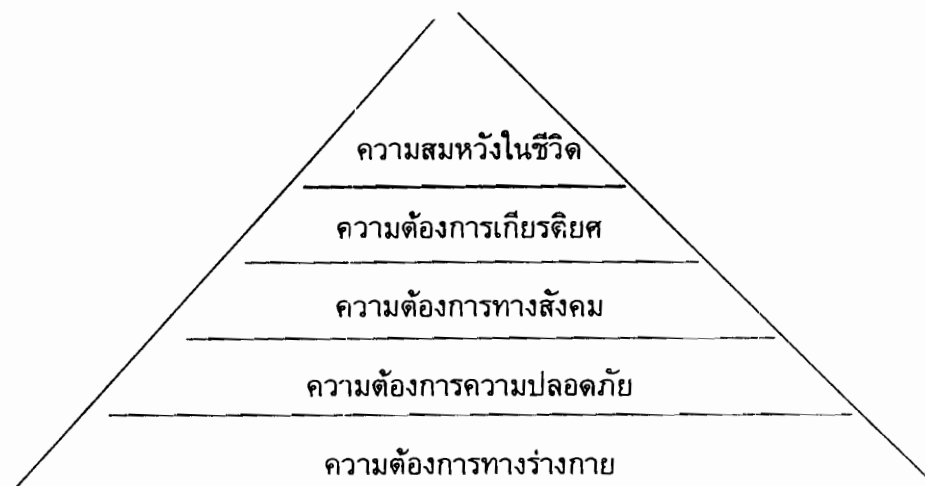 ความสมหวังในชีวิต
ความต้องการเกียรติยศ
ความต้องการทางสังคม
ความต้องการความปลอดภัย
ความต้องการทางร่างกาย